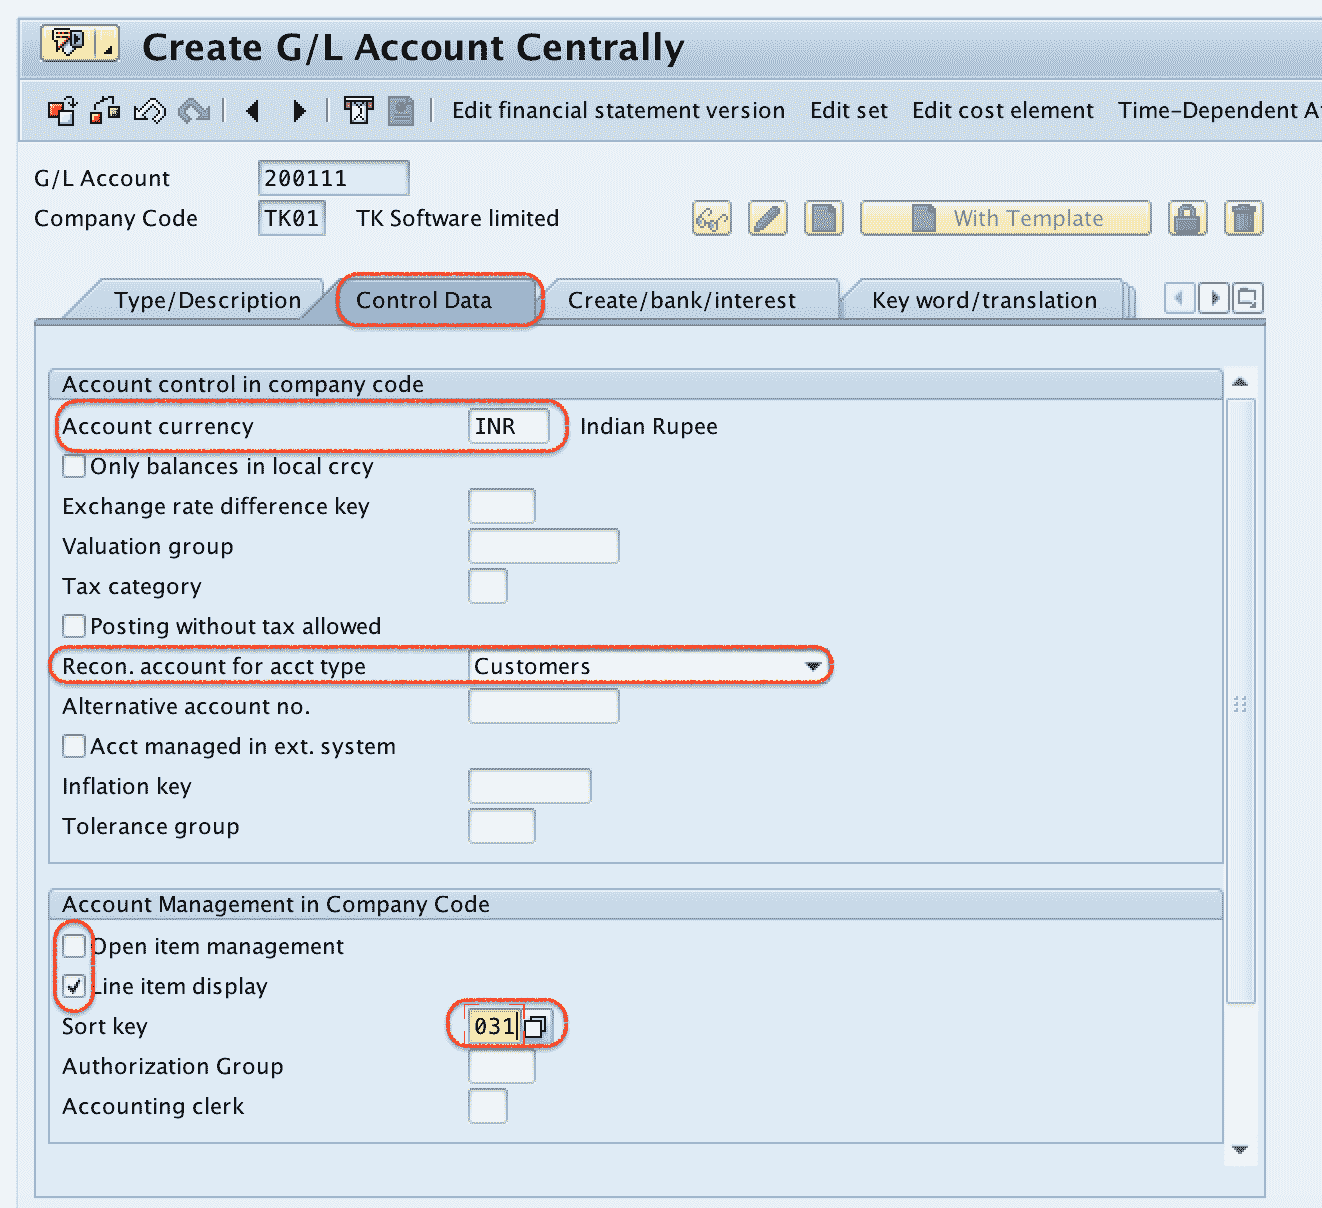 Create G/L Account Centrally
Edit financial statement version Edit set Edit cost element Time-Dependent
G/L Account 200111
Company Code TK01 TK Software limited With Template
Type/Description Control Data Create/bank/interest Key word/translation
Account control in company code
Account currency INR Indian Rupee
Only balances in local crcy
Exchange rate difference key
Valuation group
Tax category
Posting without tax allowed
Recon. account for acct type Customers
Alternative account no.
Acct managed in ext. system
Inflation key
Tolerance group
Account Management in Company Code
Open item management
Line item display
Sort key 031
Authorization Group
Accounting clerk